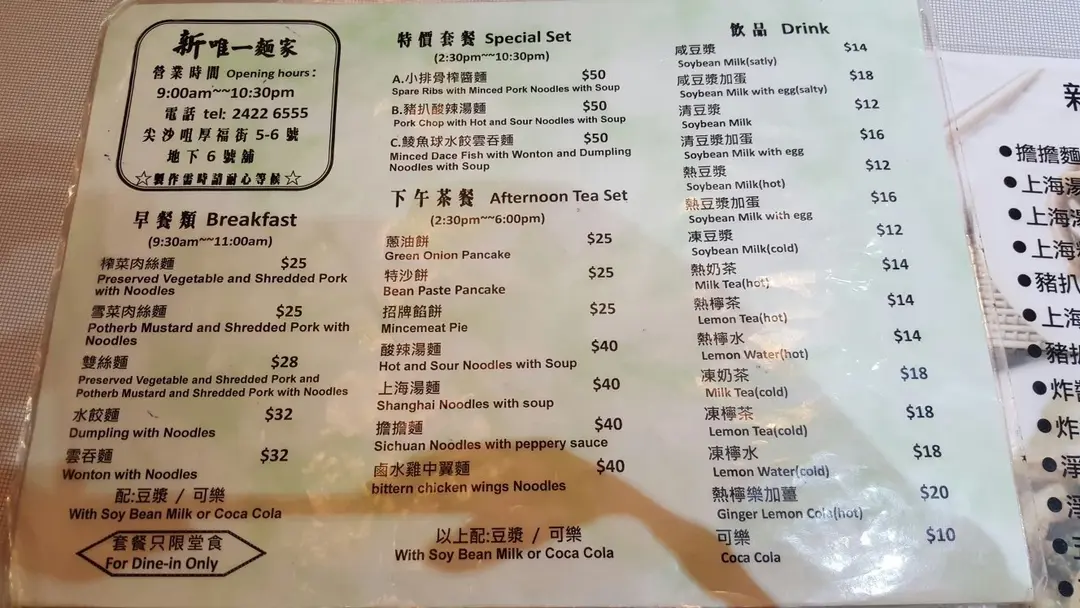 新唯一麵家
營業時間 Opening hours:
9:00am~~10:30pm
電話 tel: 2422 6555
尖沙咀厚福街 5-6 號
地下 6 號舖
☆製作需時請耐心等候☆
早餐類 Breakfast
(9:30am~~11:00am)
榨菜肉絲麵 $25
Preserved Vegetable and Shredded Pork
with Noodles
雪菜肉絲麵 $25
Potherb Mustard and Shredded Pork with
Noodles
雙絲麵 $28
Preserved Vegetable and Shredded Pork and
Potherb Mustard and Shredded Pork with Noodles
水餃麵 $32
Dumpling with Noodles
雲吞麵 $32
Wonton with Noodles
配:豆漿 / 可樂
With Soy Bean Milk or Coca Cola
套餐只限堂食
For Dine-in Only
特價套餐 Special Set
(2:30pm~~10:30pm)
A.小排骨榨醬麵 $50
Spare Ribs with Minced Pork Noodles with Soup
B.豬扒酸辣湯麵 $50
Pork Chop with Hot and Sour Noodles with Soup
C.鯪魚球水餃雲吞麵 $50
Minced Dace Fish with Wonton and Dumpling
Noodles with Soup
下午茶餐 Afternoon Tea Set
(2:30pm~~6:00pm)
蔥油餅 $25
Green Onion Pancake
特沙餅 $25
Bean Paste Pancake
招牌餡餅 $25
Mincemeat Pie
酸辣湯麵 $40
Hot and Sour Noodles with Soup
上海湯麵 $40
Shanghai Noodles with soup
擔擔麵 $40
Sichuan Noodles with peppery sauce
鹵水雞中翼麵 $40
bittern chicken wings Noodles
以上配:豆漿 / 可樂
With Soy Bean Milk or Coca Cola
飲品 Drink
咸豆漿 $14
Soybean Milk(satly)
咸豆漿加蛋 $18
Soybean Milk with egg(salty)
清豆漿 $12
Soybean Milk
清豆漿加蛋 $16
Soybean Milk with egg
熱豆漿 $12
Soybean Milk(hot)
熱豆漿加蛋 $16
Soybean Milk with egg
凍豆漿 $12
Soybean Milk(cold)
熱奶茶 $14
Milk Tea(hot)
熱檸茶 $14
Lemon Tea(hot)
熱檸水 $14
Lemon Water(hot)
凍奶茶 $18
Milk Tea(cold)
凍檸茶 $18
Lemon Tea(cold)
凍檸水 $18
Lemon Water(cold)
熱檸樂加薑 $20
Ginger Lemon Cola(hot)
可樂 $10
Coca Cola
新
●擔擔麵
●上海湯
●上海
●上海
●豬扒
●上海
●豬扒
●炸醬
●炸
●淨
●淨